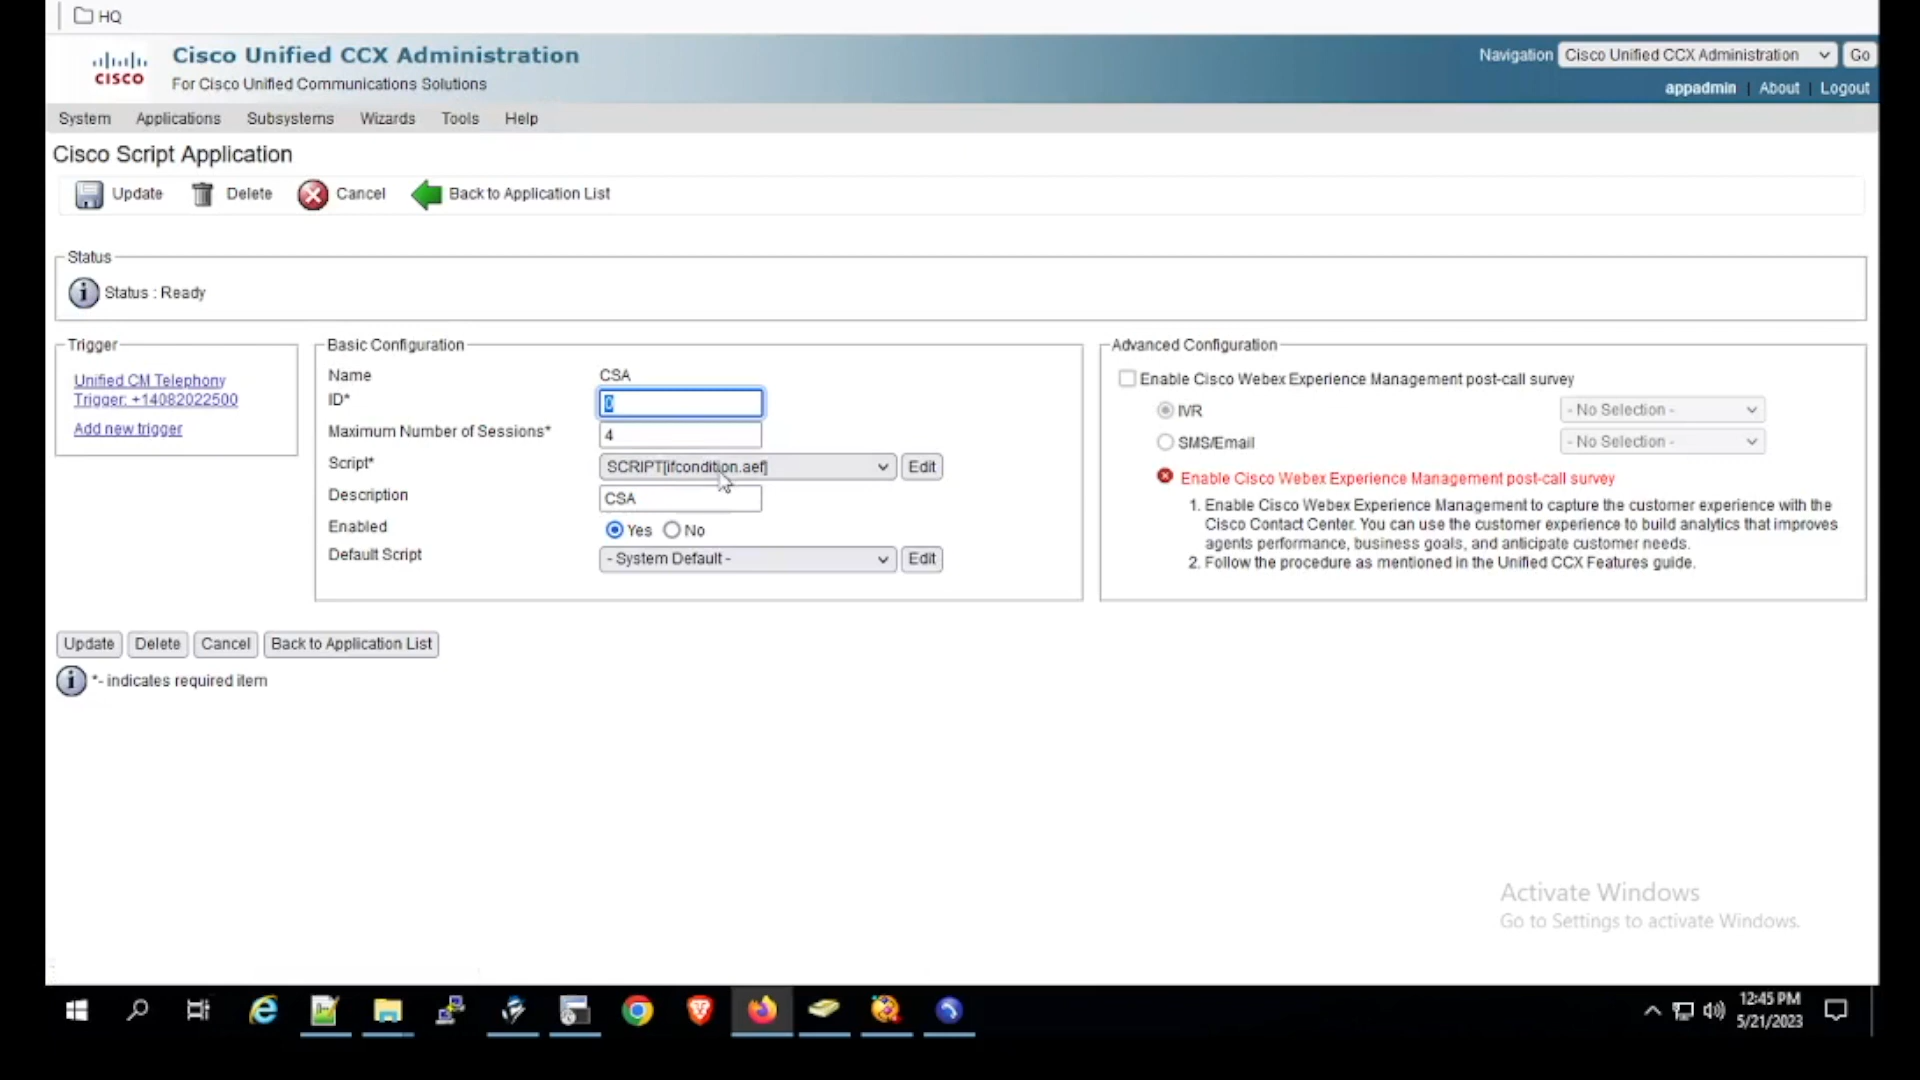 HQ
CISCO
Cisco Unified CCX Administration
For Cisco Unified Communications Solutions
Navigation Cisco Unified CCX Administration Go
appadmin | About | Logout
System Applications Subsystems Wizards Tools Help
Cisco Script Application
Update Delete Cancel Back to Application List
Status
Status : Ready
Trigger
Unified CM Telephony
Trigger: +14082022500
Add new trigger
Basic Configuration
Name CSA
ID* 0
Maximum Number of Sessions* 4
Script* SCRIPT[ifcondition.aef] Edit
Description CSA
Enabled Yes No
Default Script - System Default - Edit
Advanced Configuration
Enable Cisco Webex Experience Management post-call survey
IVR - No Selection -
SMS/Email - No Selection -
Enable Cisco Webex Experience Management post-call survey
1. Enable Cisco Webex Experience Management to capture the customer experience with the
Cisco Contact Center. You can use the customer experience to build analytics that improves
agents performance, business goals, and anticipate customer needs.
2. Follow the procedure as mentioned in the Unified CCX Features guide.
Update Delete Cancel Back to Application List
*- indicates required item
Activate Windows
Go to Settings to activate Windows.
12:45 PM
5/21/2023